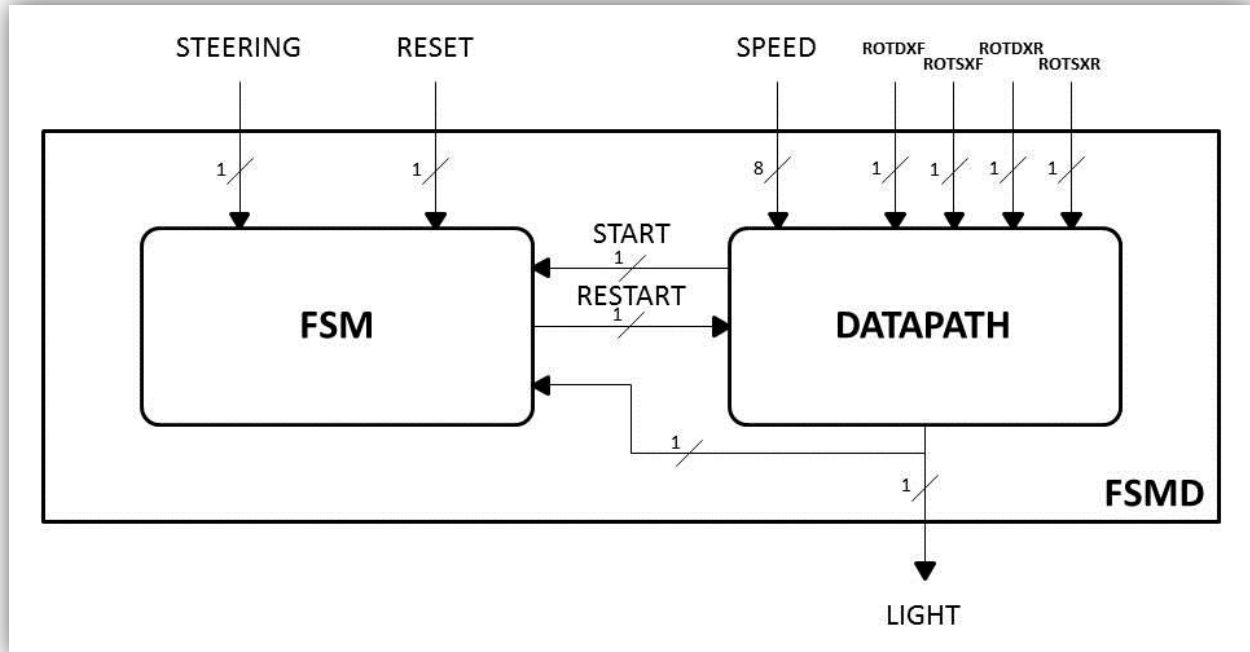 STEERING
RESET
SPEED
ROTDXF
ROTSXF
ROTDXR
ROTSXR
1
1
8
1
1
1
1
START
1
RESTART
1
FSM
DATAPATH
1
1
FSMD
LIGHT